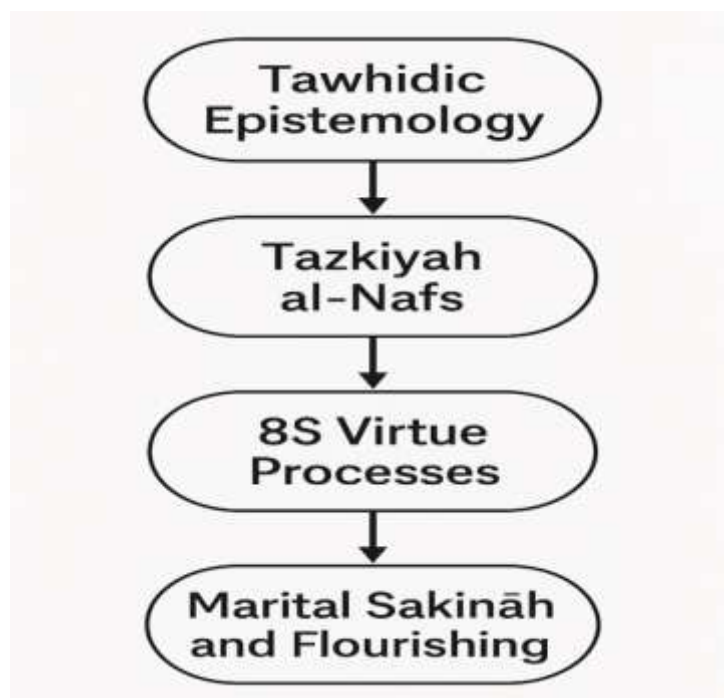 Tawhidic
Epistemology
Tazkiyah
al-Nafs
8S Virtue
Processes
Marital Sakināh
and Flourishing